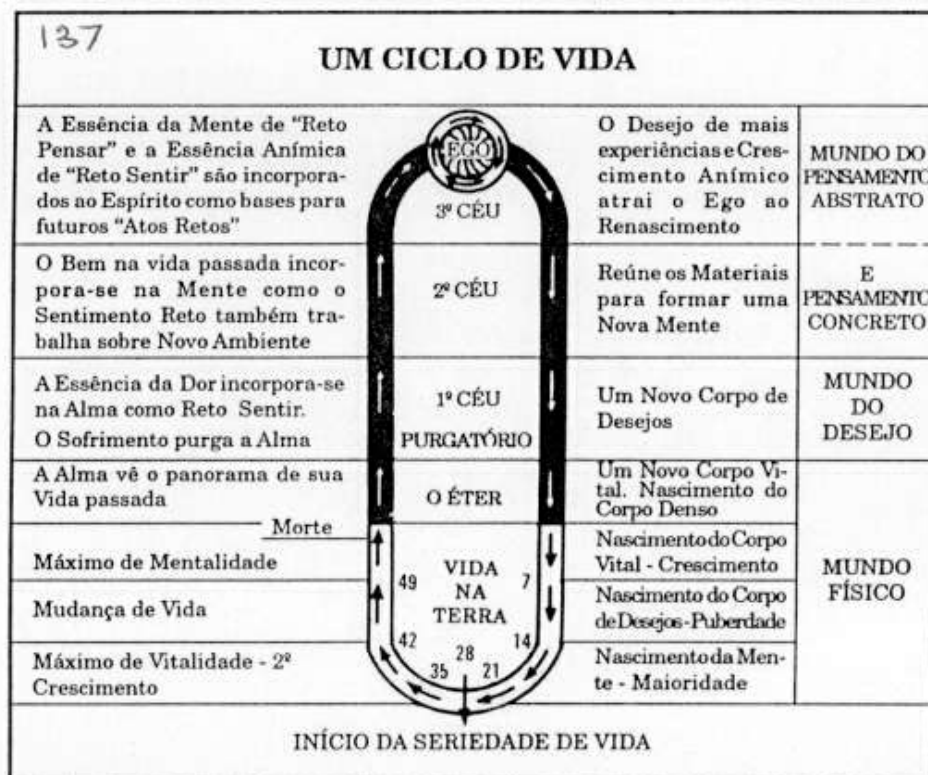 137
UM CICLO DE VIDA
A Essência da Mente de “Reto
Pensar” e a Essência Anímica
de “Reto Sentir” são incorpora-
dos ao Espírito como bases para
futuros “Atos Retos”
EGO
3º CÉU
O Desejo de mais
experiências e Cres-
cimento Anímico
atrai o Ego ao
Renascimento
MUNDO DO
PENSAMENTO
ABSTRATO
O Bem na vida passada incor-
pora-se na Mente como o
Sentimento Reto também tra-
balha sobre Novo Ambiente
2º CÉU
Reúne os Materiais
para formar uma
Nova Mente
E
PENSAMENTO
CONCRETO
A Essência da Dor incorpora-se
na Alma como Reto Sentir.
O Sofrimento purga a Alma
1º CÉU
PURGATÓRIO
Um Novo Corpo de
Desejos
MUNDO
DO
DESEJO
A Alma vê o panorama de sua
Vida passada
O ÉTER
Um Novo Corpo Vi-
tal. Nascimento do
Corpo Denso
Morte
Máximo de Mentalidade
49
VIDA
NA
TERRA
7
Nascimento do Corpo
Vital - Crescimento
MUNDO
FÍSICO
Mudança de Vida
42
14
Nascimento do Corpo
de Desejos - Puberdade
Máximo de Vitalidade - 2º
Crescimento
35
28
21
Nascimento da Men-
te - Maioridade
INÍCIO DA SERIEDADE DE VIDA